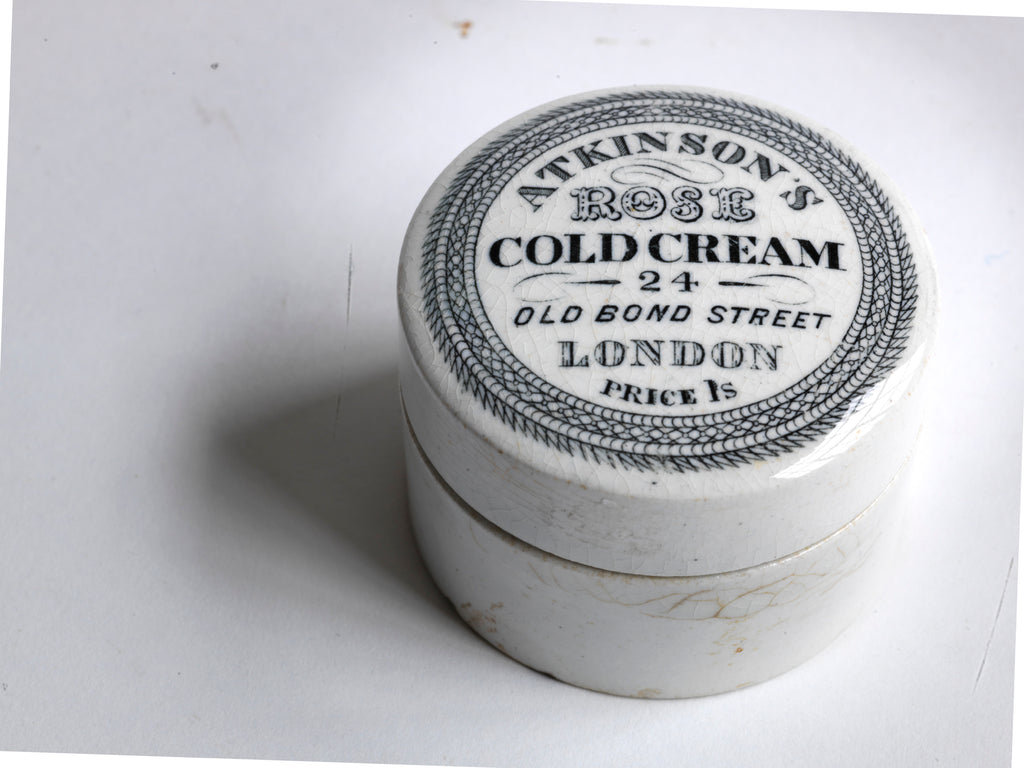 ATKINSON'S
ROSE
COLD CREAM
24
OLD BOND STREET
LONDON
PRICE 1s